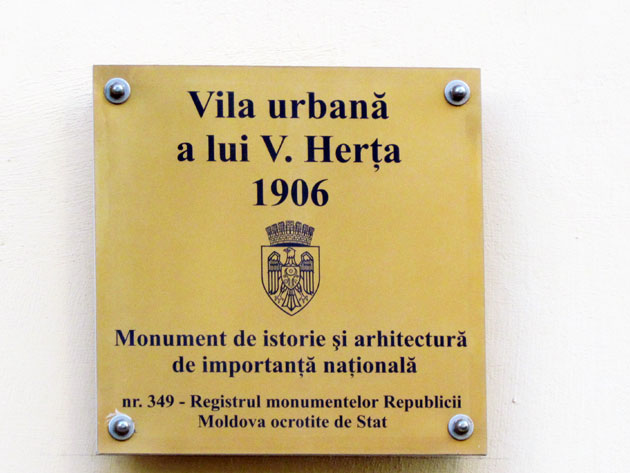 Vila urbană
a lui V. Herța
1906
Monument de istorie şi arhitectură
de importanță națională
nr. 349 - Registrul monumentelor Republicii
Moldova ocrotite de Stat